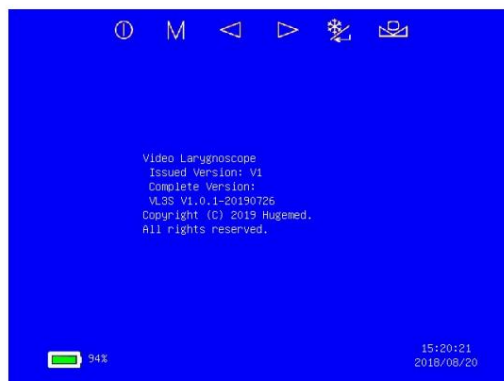 M
Video Larygnoscope
Issued Version: V1
Complete Version:
VL3S V1.0.1-20190726
Copyright (C) 2019 Hugemed.
All rights reserved.
94%
15:20:21
2018/08/20